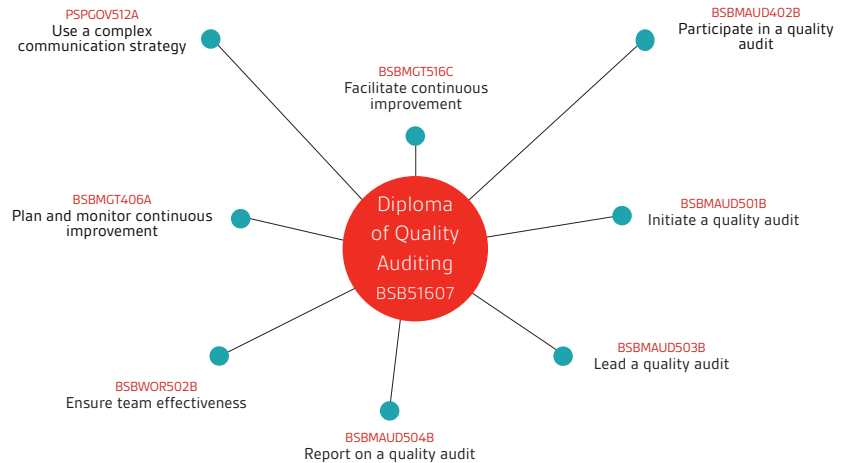 PSPGOV512A
Use a complex
communication strategy
BSBMAUD402B
Participate in a quality
audit
BSBMGT516C
Facilitate continuous
improvement
BSBMGT406A
Plan and monitor continuous
improvement
Diploma
of Quality
Auditing
BSB51607
BSBMAUD501B
Initiate a quality audit
BSBMAUD503B
Lead a quality audit
BSBWOR502B
Ensure team effectiveness
BSBMAUD504B
Report on a quality audit